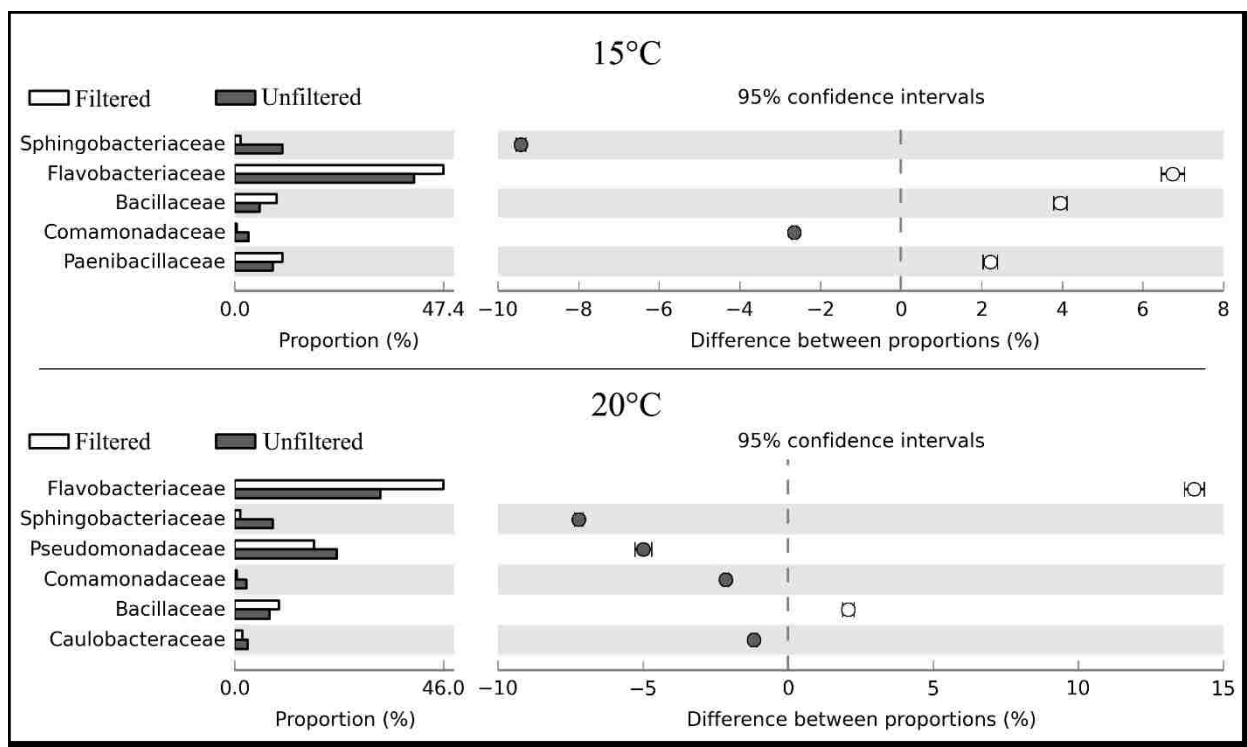 15°C
Filtered Unfiltered 95% confidence intervals
Sphingobacteriaceae
Flavobacteriaceae
Bacillaceae
Comamonadaceae
Paenibacillaceae
0.0 47.4 −10 −8 −6 −4 −2 0 2 4 6 8
Proportion (%) Difference between proportions (%)
20°C
Filtered Unfiltered 95% confidence intervals
Flavobacteriaceae
Sphingobacteriaceae
Pseudomonadaceae
Comamonadaceae
Bacillaceae
Caulobacteraceae
0.0 46.0 −10 −5 0 5 10 15
Proportion (%) Difference between proportions (%)